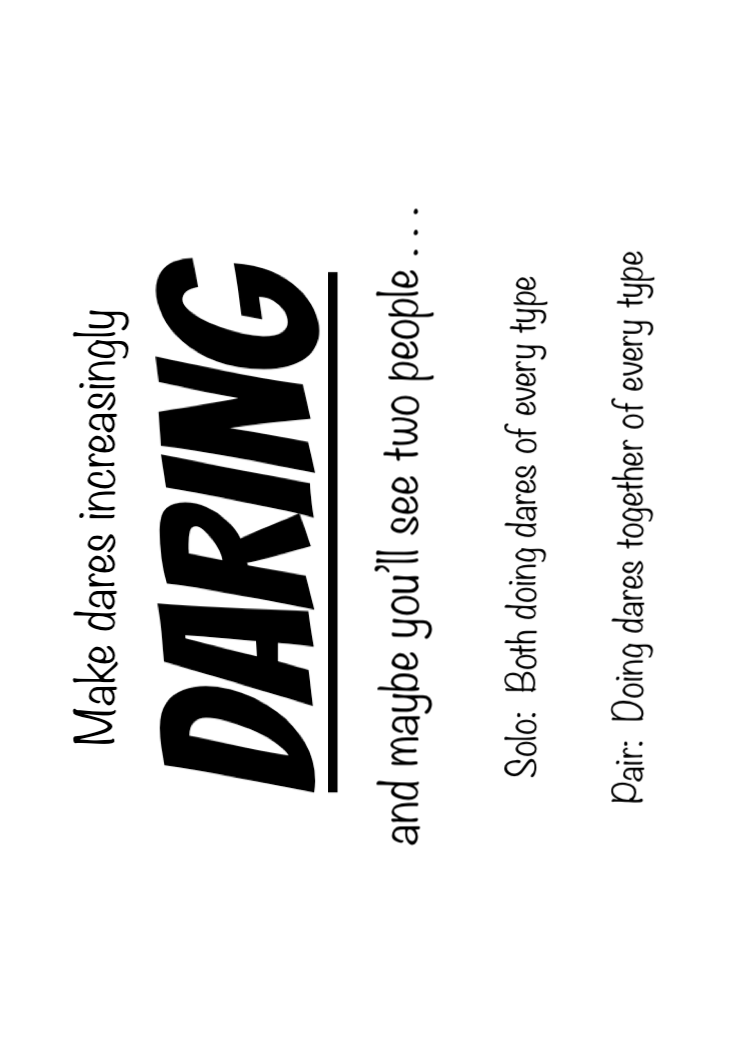 Make dares increasingly
DARING
and maybe you'll see two people . . .
Solo: Both doing dares of every type
Pair: Doing dares together of every type